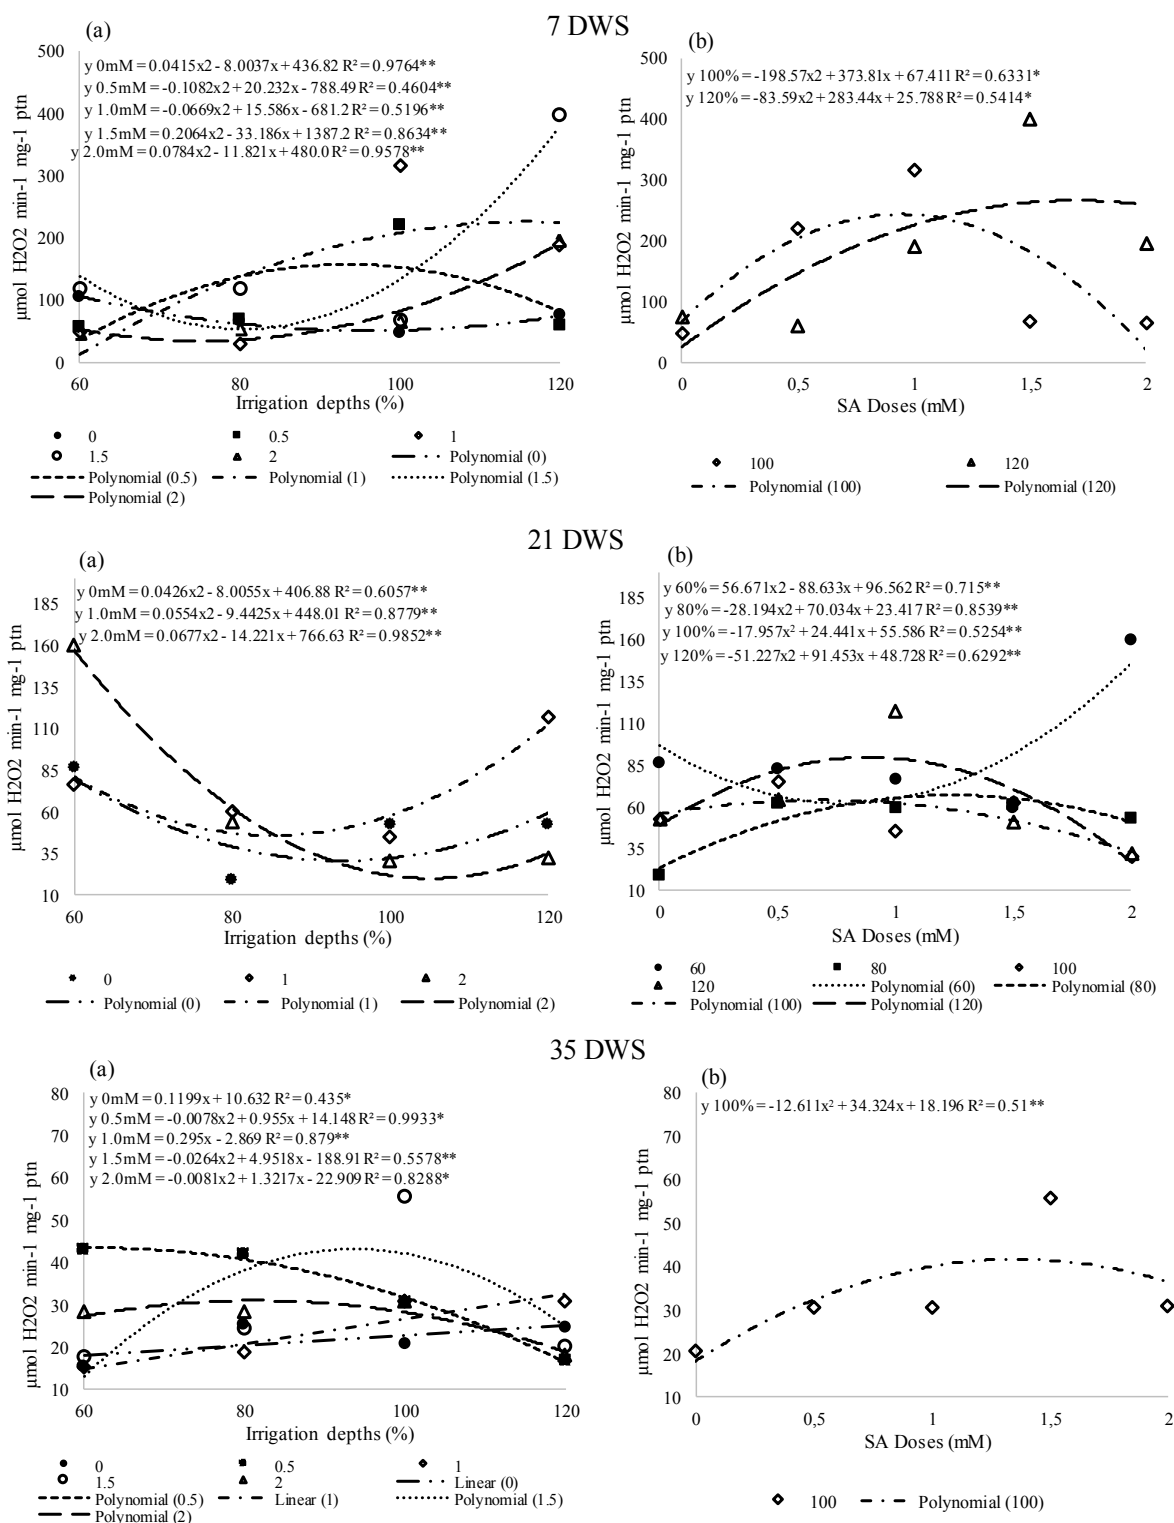 7 DWS
(a)
y 0mM = 0.0415x2 - 8.0037x + 436.82 R² = 0.9764**
y 0.5mM = -0.1082x2 + 20.232x - 788.49 R² = 0.4604**
y 1.0mM = -0.0669x2 + 15.586x - 681.2 R² = 0.5196**
y 1.5mM = 0.2064x2 - 33.186x + 1387.2 R² = 0.8634**
y 2.0mM = 0.0784x2 - 11.821x + 480.0 R² = 0.9578**
µmol H2O2 min-1 mg-1 ptn
500
400
300
200
100
0
60 80 100 120
Irrigation depths (%)
0 0.5 1
1.5 2 Polynomial (0)
Polynomial (0.5) Polynomial (1) Polynomial (1.5)
Polynomial (2)
(b)
y 100% = -198.57x2 + 373.81x + 67.411 R² = 0.6331*
y 120% = -83.59x2 + 283.44x + 25.788 R² = 0.5414*
µmol H2O2 min-1 mg-1 ptn
500
400
300
200
100
0
0 0,5 1 1,5 2
SA Doses (mM)
100 120
Polynomial (100) Polynomial (120)
21 DWS
(a)
y 0mM = 0.0426x2 - 8.0055x + 406.88 R² = 0.6057**
y 1.0mM = 0.0554x2 - 9.4425x + 448.01 R² = 0.8779**
y 2.0mM = 0.0677x2 - 14.221x + 766.63 R² = 0.9852**
µmol H2O2 min-1 mg-1 ptn
185
160
135
110
85
60
35
10
60 80 100 120
Irrigation depths (%)
0 1 2
Polynomial (0) Polynomial (1) Polynomial (2)
(b)
y 60% = 56.671x2 - 88.633x + 96.562 R² = 0.715**
y 80% = -28.194x2 + 70.034x + 23.417 R² = 0.8539**
y 100% = -17.957x² + 24.441x + 55.586 R² = 0.5254**
y 120% = -51.227x2 + 91.453x + 48.728 R² = 0.6292**
µmol H2O2 min-1 mg-1 ptn
185
160
135
110
85
60
35
10
0 0,5 1 1,5 2
SA Doses (mM)
60 80 100
120 Polynomial (60) Polynomial (80)
Polynomial (100) Polynomial (120)
35 DWS
(a)
y 0mM = 0.1199x + 10.632 R² = 0.435*
y 0.5mM = -0.0078x2 + 0.955x + 14.148 R² = 0.9933*
y 1.0mM = 0.295x - 2.869 R² = 0.879**
y 1.5mM = -0.0264x2 + 4.9518x - 188.91 R² = 0.5578**
y 2.0mM = -0.0081x2 + 1.3217x - 22.909 R² = 0.8288*
µmol H2O2 min-1 mg-1 ptn
80
70
60
50
40
30
20
10
60 80 100 120
Irrigation depths (%)
0 0.5 1
1.5 2 Linear (0)
Polynomial (0.5) Linear (1) Polynomial (1.5)
Polynomial (2)
(b)
y 100% = -12.611x² + 34.324x + 18.196 R² = 0.51**
µmol H2O2 min-1 mg-1 ptn
80
70
60
50
40
30
20
10
0 0,5 1 1,5 2
SA Doses (mM)
100 Polynomial (100)